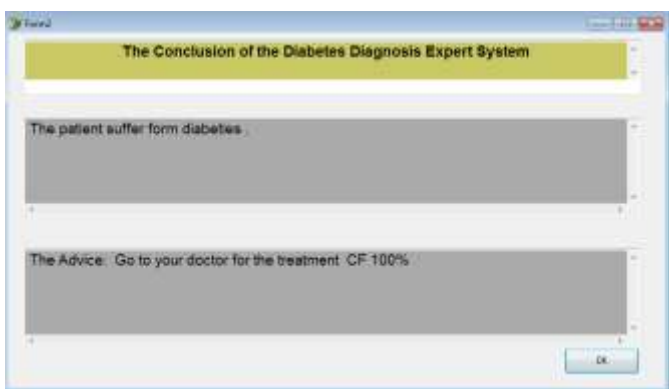 Form2
The Conclusion of the Diabetes Diagnosis Expert System
The patient suffer form diabeties .
The Advice: Go to your doctor for the treatment CF 100%
OK